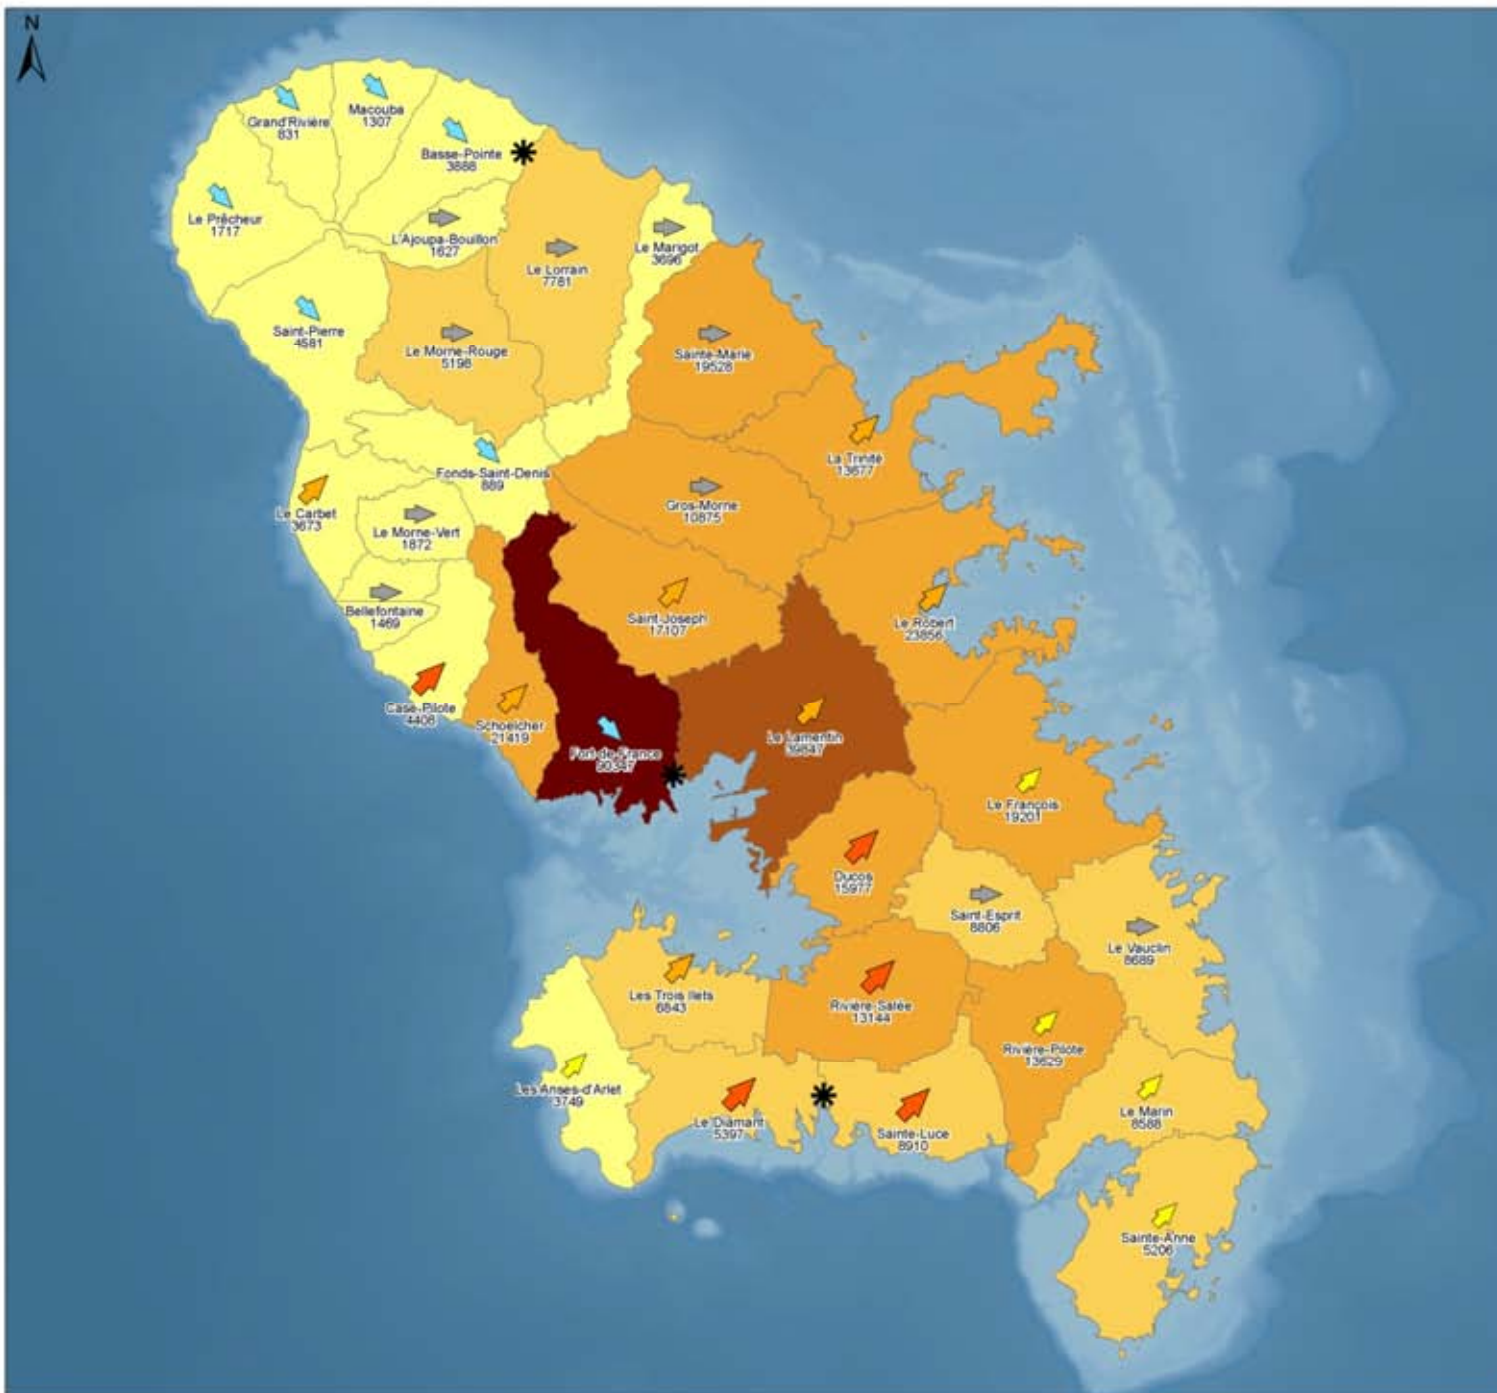 N
Grand'Rivière
831
Macouba
1307
Basse-Pointe
3888
Le Prêcheur
1717
L'Ajoupa-Bouillon
1627
Le Lorrain
7781
Le Marigot
3696
Saint-Pierre
4581
Le Morne-Rouge
5198
Sainte-Marie
19528
La Trinité
13677
Fonds-Saint-Denis
889
Gros-Morne
10875
Le Carbet
3673
Le Morne-Vert
1872
Bellefontaine
1469
Saint-Joseph
17107
Le Robert
23856
Case-Pilote
4408
Schoelcher
21419
Fort-de-France
90347
Le Lamentin
39847
Le François
19201
Ducos
15977
Saint-Esprit
8806
Le Vauclin
8689
Les Trois Ilets
6843
Rivière-Salée
13144
Rivière-Pilote
13629
Les Anses-d'Arlet
3749
Le Diamant
5397
Sainte-Luce
8910
Le Marin
8588
Sainte-Anne
5206